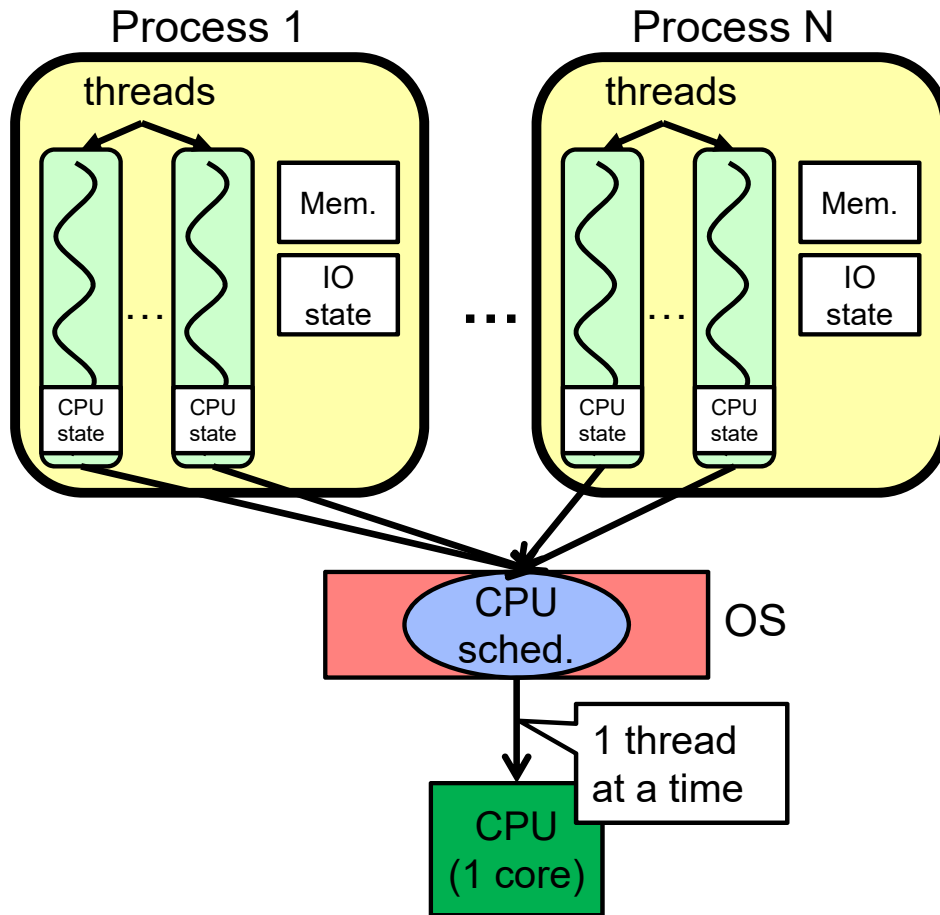 Process 1
Process N
threads
threads
Mem.
IO
state
...
CPU
state
CPU
state
...
Mem.
IO
state
...
CPU
state
CPU
state
CPU
sched.
OS
1 thread
at a time
CPU
(1 core)